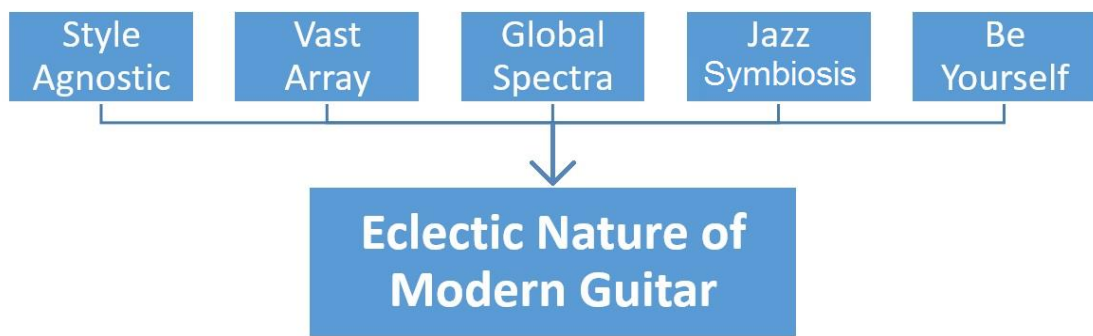 Style
Agnostic
Vast
Array
Global
Spectra
Jazz
Symbiosis
Be
Yourself
Eclectic Nature of
Modern Guitar